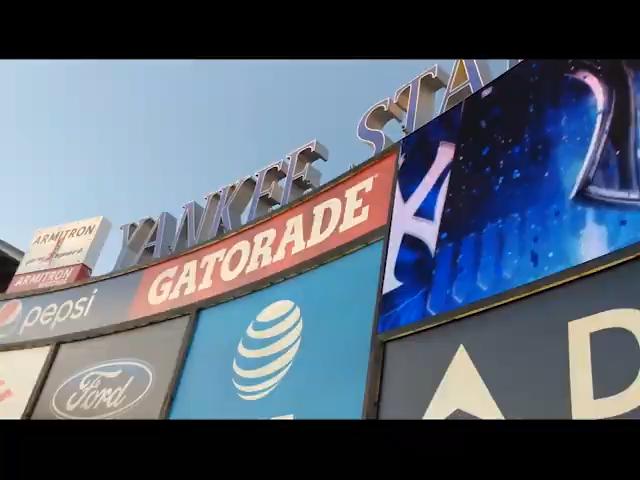 YANKEE STA
ARMITRON
ARMITRON
GATORADE
pepsi
Ford
AD